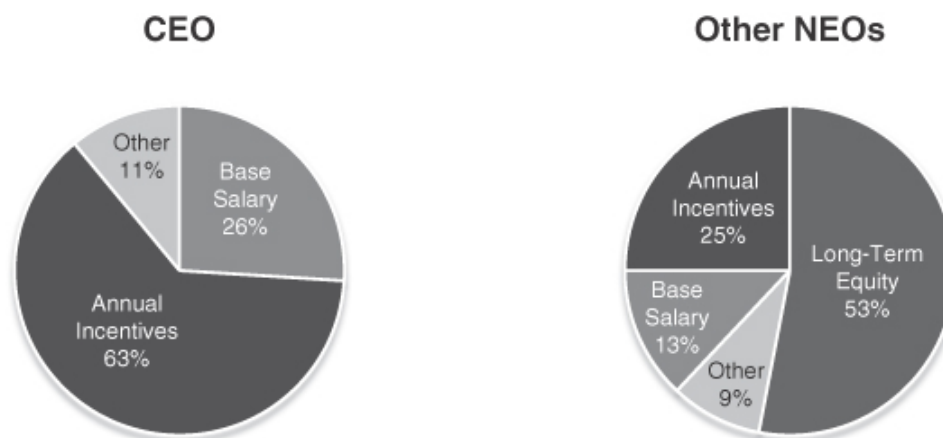 CEO
Other NEOs
Other
11%
Base
Salary
26%
Annual
Incentives
63%
Annual
Incentives
25%
Long-Term
Equity
53%
Base
Salary
13%
Other
9%